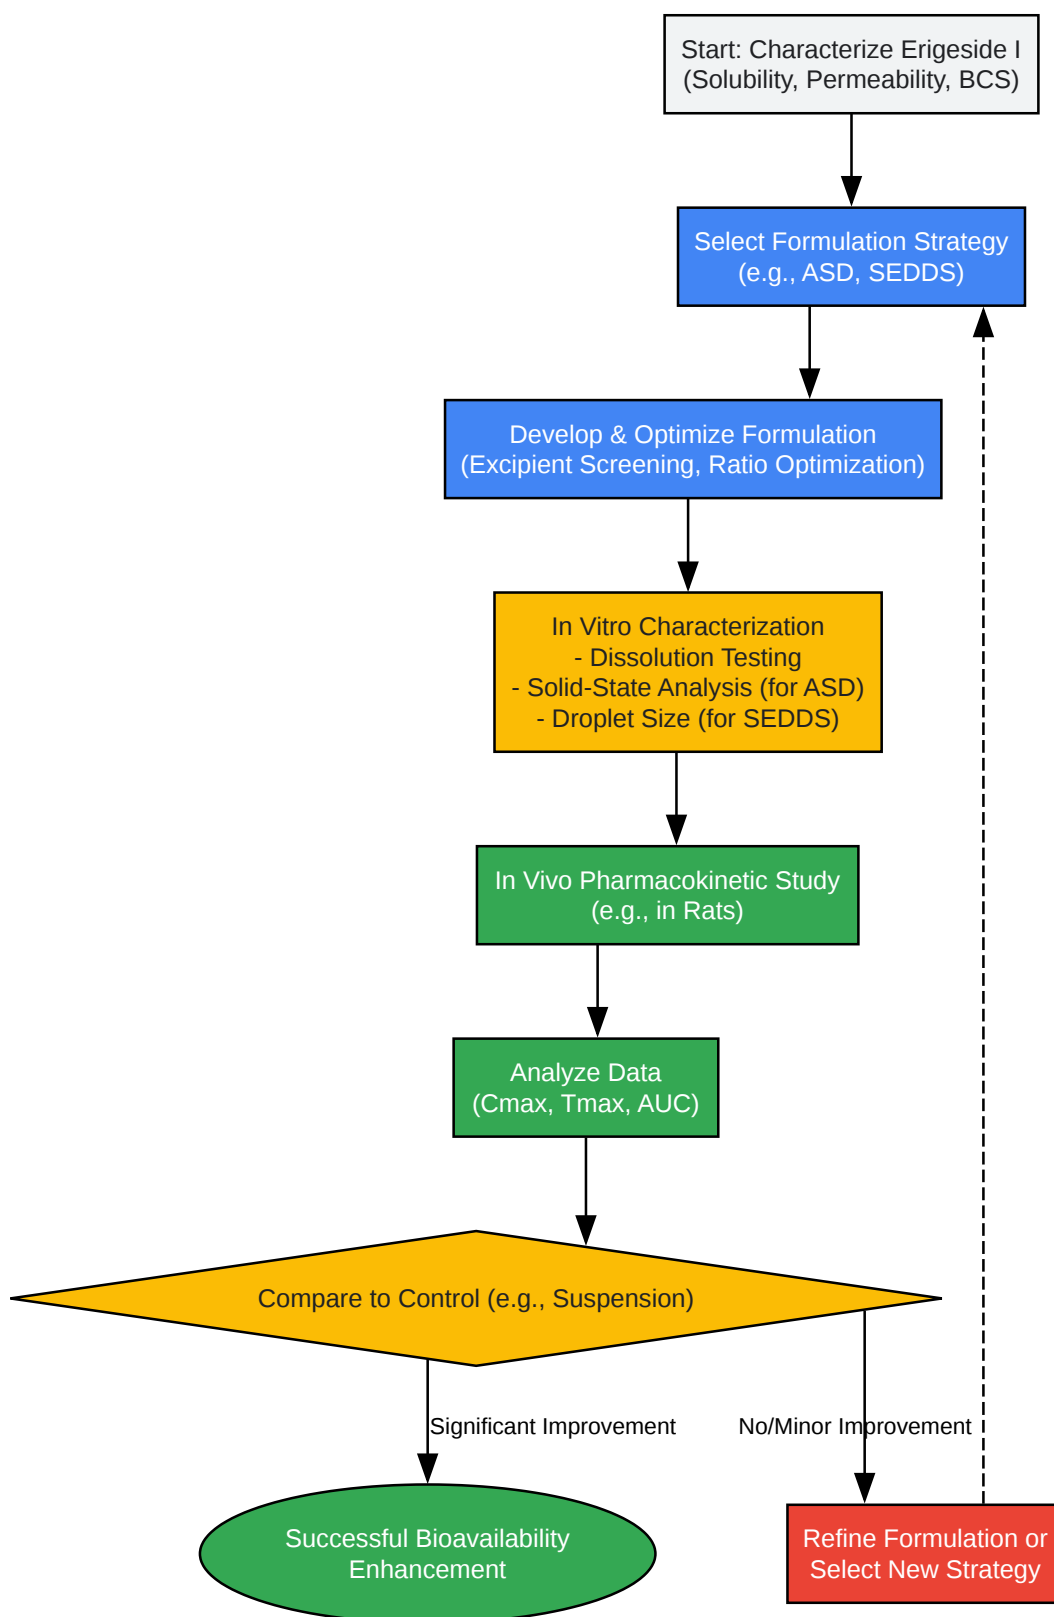 Start: Characterize Erigeside I
(Solubility, Permeability, BCS)
Select Formulation Strategy
(e.g., ASD, SEDDS)
Develop & Optimize Formulation
(Excipient Screening, Ratio Optimization)
In Vitro Characterization
- Dissolution Testing
- Solid-State Analysis (for ASD)
- Droplet Size (for SEDDS)
In Vivo Pharmacokinetic Study
(e.g., in Rats)
Analyze Data
(Cmax, Tmax, AUC)
Compare to Control (e.g., Suspension)
Significant Improvement
No/Minor Improvement
Successful Bioavailability
Enhancement
Refine Formulation or
Select New Strategy